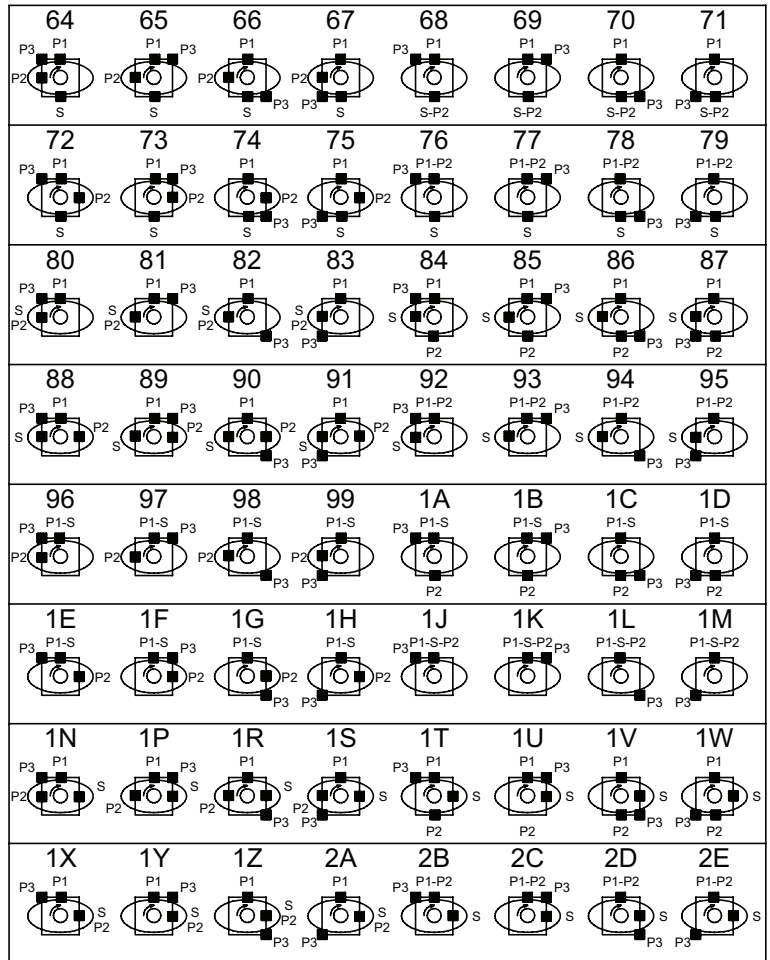 64 65 66 67 68 69 70 71
P3 P1 P1 P3 P1 P1 P3 P1 P1 P3 P1 P1
P2 P2 P2 P2
P3 P3 P3 P3
S S S S S-P2 S-P2 S-P2 S-P2
72 73 74 75 76 77 78 79
P3 P1 P1 P3 P1 P1 P3 P1-P2 P1-P2 P3 P1-P2 P1-P2
P2 P2 P2 P2
P3 P3 P3 P3
S S S S S S S S
80 81 82 83 84 85 86 87
P3 P1 P1 P3 P1 P1 P3 P1 P1 P3 P1 P1
S S S S S S S S
P2 P2 P2 P2
P3 P3 P3 P3
P2 P2 P2 P2
88 89 90 91 92 93 94 95
P3 P1 P1 P3 P1 P1 P3 P1-P2 P1-P2 P3 P1-P2 P1-P2
P2 P2 P2 P2
S S S S S S S S
P3 P3 P3 P3
96 97 98 99 1A 1B 1C 1D
P3 P1-S P1-S P3 P1-S P1-S P3 P1-S P1-S P3 P1-S P1-S
P2 P2 P2 P2
P3 P3 P3 P3
P2 P2 P2 P2
1E 1F 1G 1H 1J 1K 1L 1M
P3 P1-S P1-S P3 P1-S P1-S P3 P1-S-P2 P1-S-P2 P3 P1-S-P2 P1-S-P2
P2 P2 P2 P2
P3 P3 P3 P3
1N 1P 1R 1S 1T 1U 1V 1W
P3 P1 P1 P3 P1 P1 P3 P1 P1 P3 P1 P1
S S S S S S S S
P2 P2 P2 P2
P3 P3 P3 P3
P2 P2 P2 P2
1X 1Y 1Z 2A 2B 2C 2D 2E
P3 P1 P1 P3 P1 P1 P3 P1-P2 P1-P2 P3 P1-P2 P1-P2
S S S S S S S S
P2 P2 P2 P2
P3 P3 P3 P3